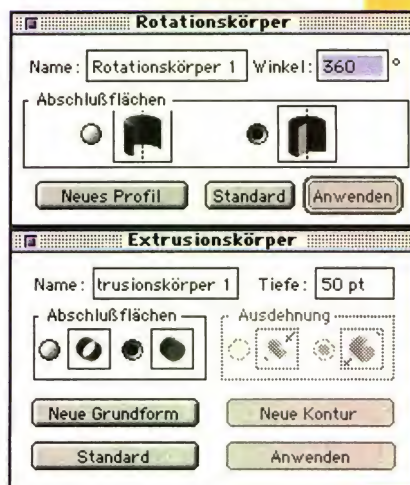 Rotationskörper
Name: Rotationskörper 1 Winkel: 360 °
Abschlußflächen
Neues Profil Standard Anwenden
Extrusionskörper
Name: trusionskörper 1 Tiefe: 50 pt
Abschlußflächen Ausdehnung
Neue Grundform Neue Kontur
Standard Anwenden